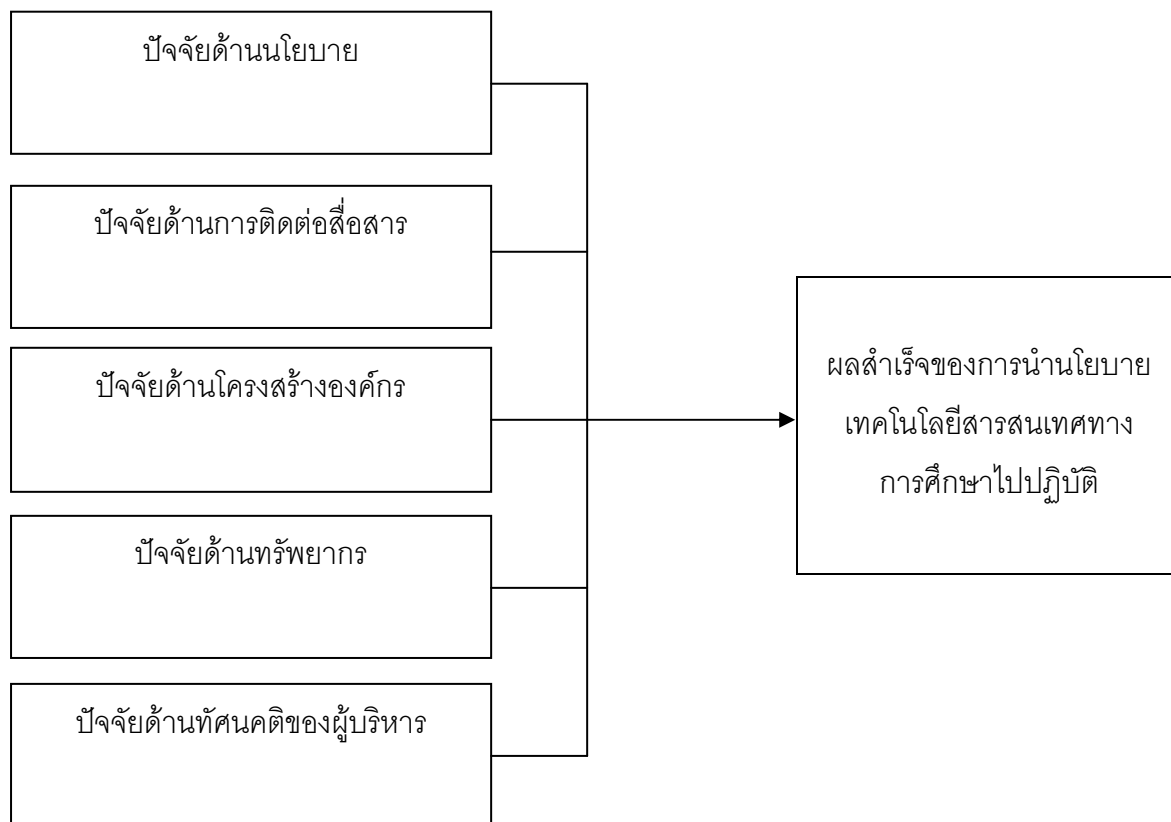 ปัจจัยด้านนโยบาย
ปัจจัยด้านการติดต่อสื่อสาร
ปัจจัยด้านโครงสร้างองค์กร
ปัจจัยด้านทรัพยากร
ปัจจัยด้านทัศนคติของผู้บริหาร
ผลสำเร็จของการนำนโยบาย
เทคโนโลยีสารสนเทศทาง
การศึกษาไปปฏิบัติ